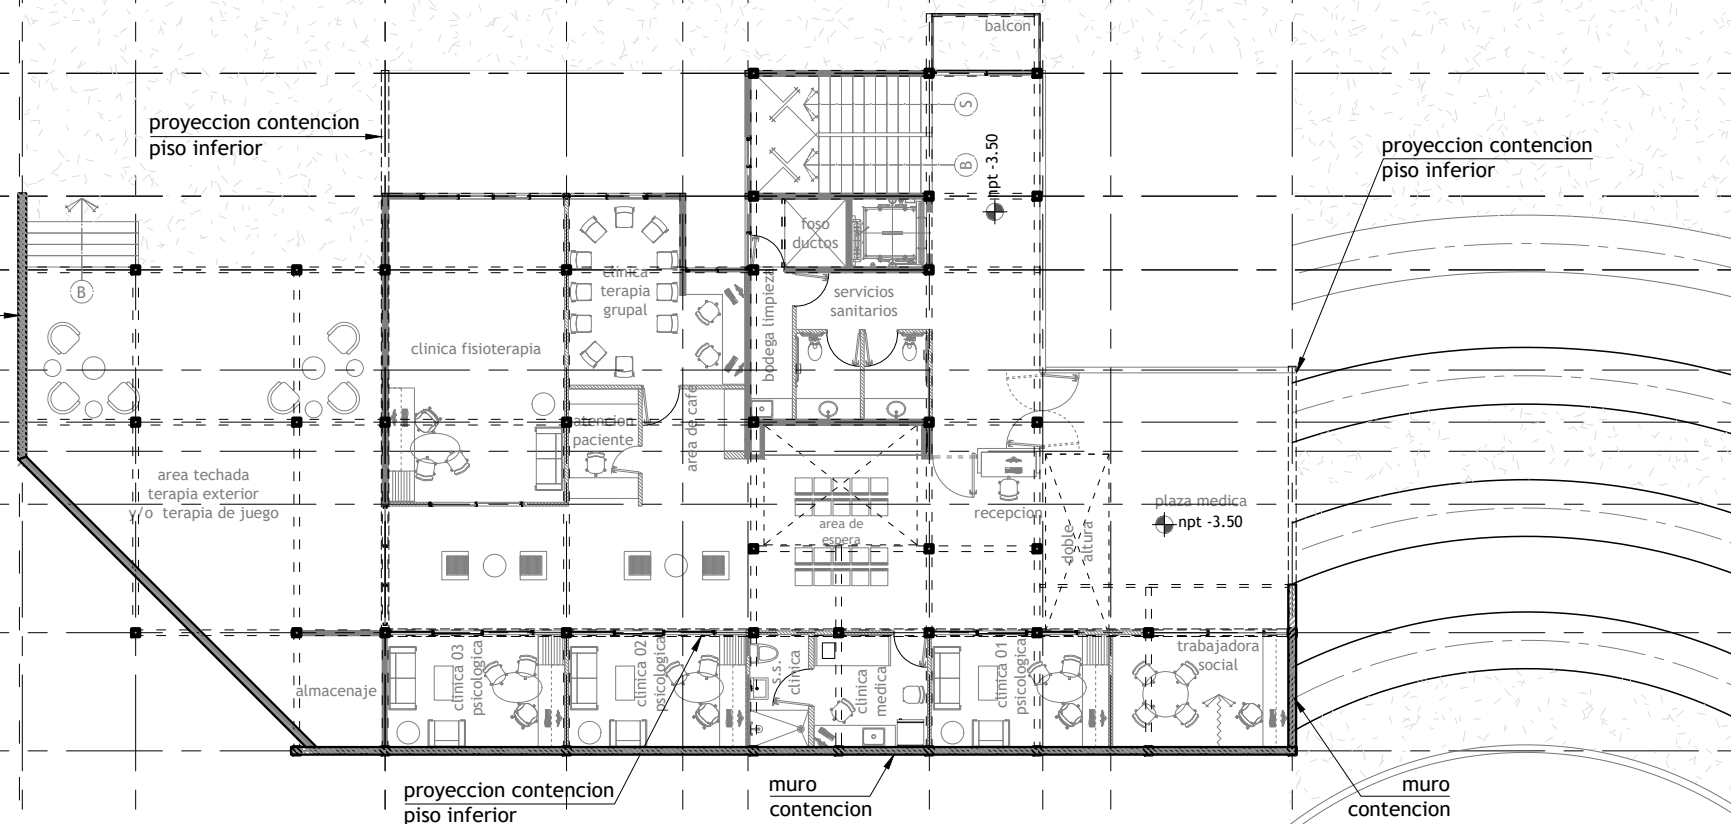 balcon
proyeccion contencion
piso inferior
S
B
npt -3.50
proyeccion contencion
piso inferior
foso
ductos
B
clinica
terapia
grupal
servicios
sanitarios
bodega limpieza
clinica fisioterapia
atencion
paciente
area de cafe
area techada
terapia exterior
y/o terapia de juego
area de
espera
recepcion
doble
altura
plaza medica
npt -3.50
almacenaje
clinica 03
psicologica
clinica 02
psicologica
s.s.
clinica
clinica
medica
clinica 01
psicologica
trabajadora
social
proyeccion contencion
piso inferior
muro
contencion
muro
contencion